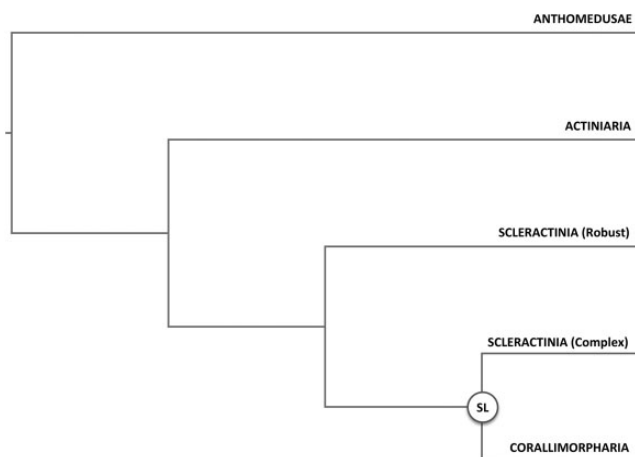 ANTHOMEDUSAE
ACTINIARIA
SCLERACTINIA (Robust)
SCLERACTINIA (Complex)
SL
CORALLIMORPHARIA